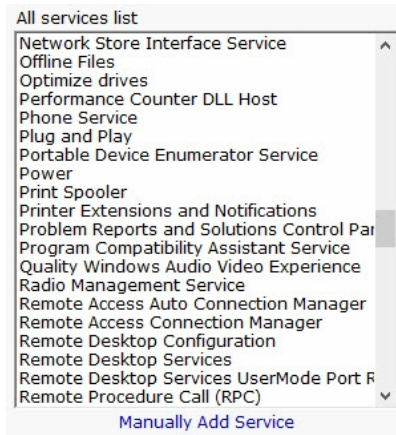 All services list
Network Store Interface Service
Offline Files
Optimize drives
Performance Counter DLL Host
Phone Service
Plug and Play
Portable Device Enumerator Service
Power
Print Spooler
Printer Extensions and Notifications
Problem Reports and Solutions Control Par
Program Compatibility Assistant Service
Quality Windows Audio Video Experience
Radio Management Service
Remote Access Auto Connection Manager
Remote Access Connection Manager
Remote Desktop Configuration
Remote Desktop Services
Remote Desktop Services UserMode Port R
Remote Procedure Call (RPC)
Manually Add Service